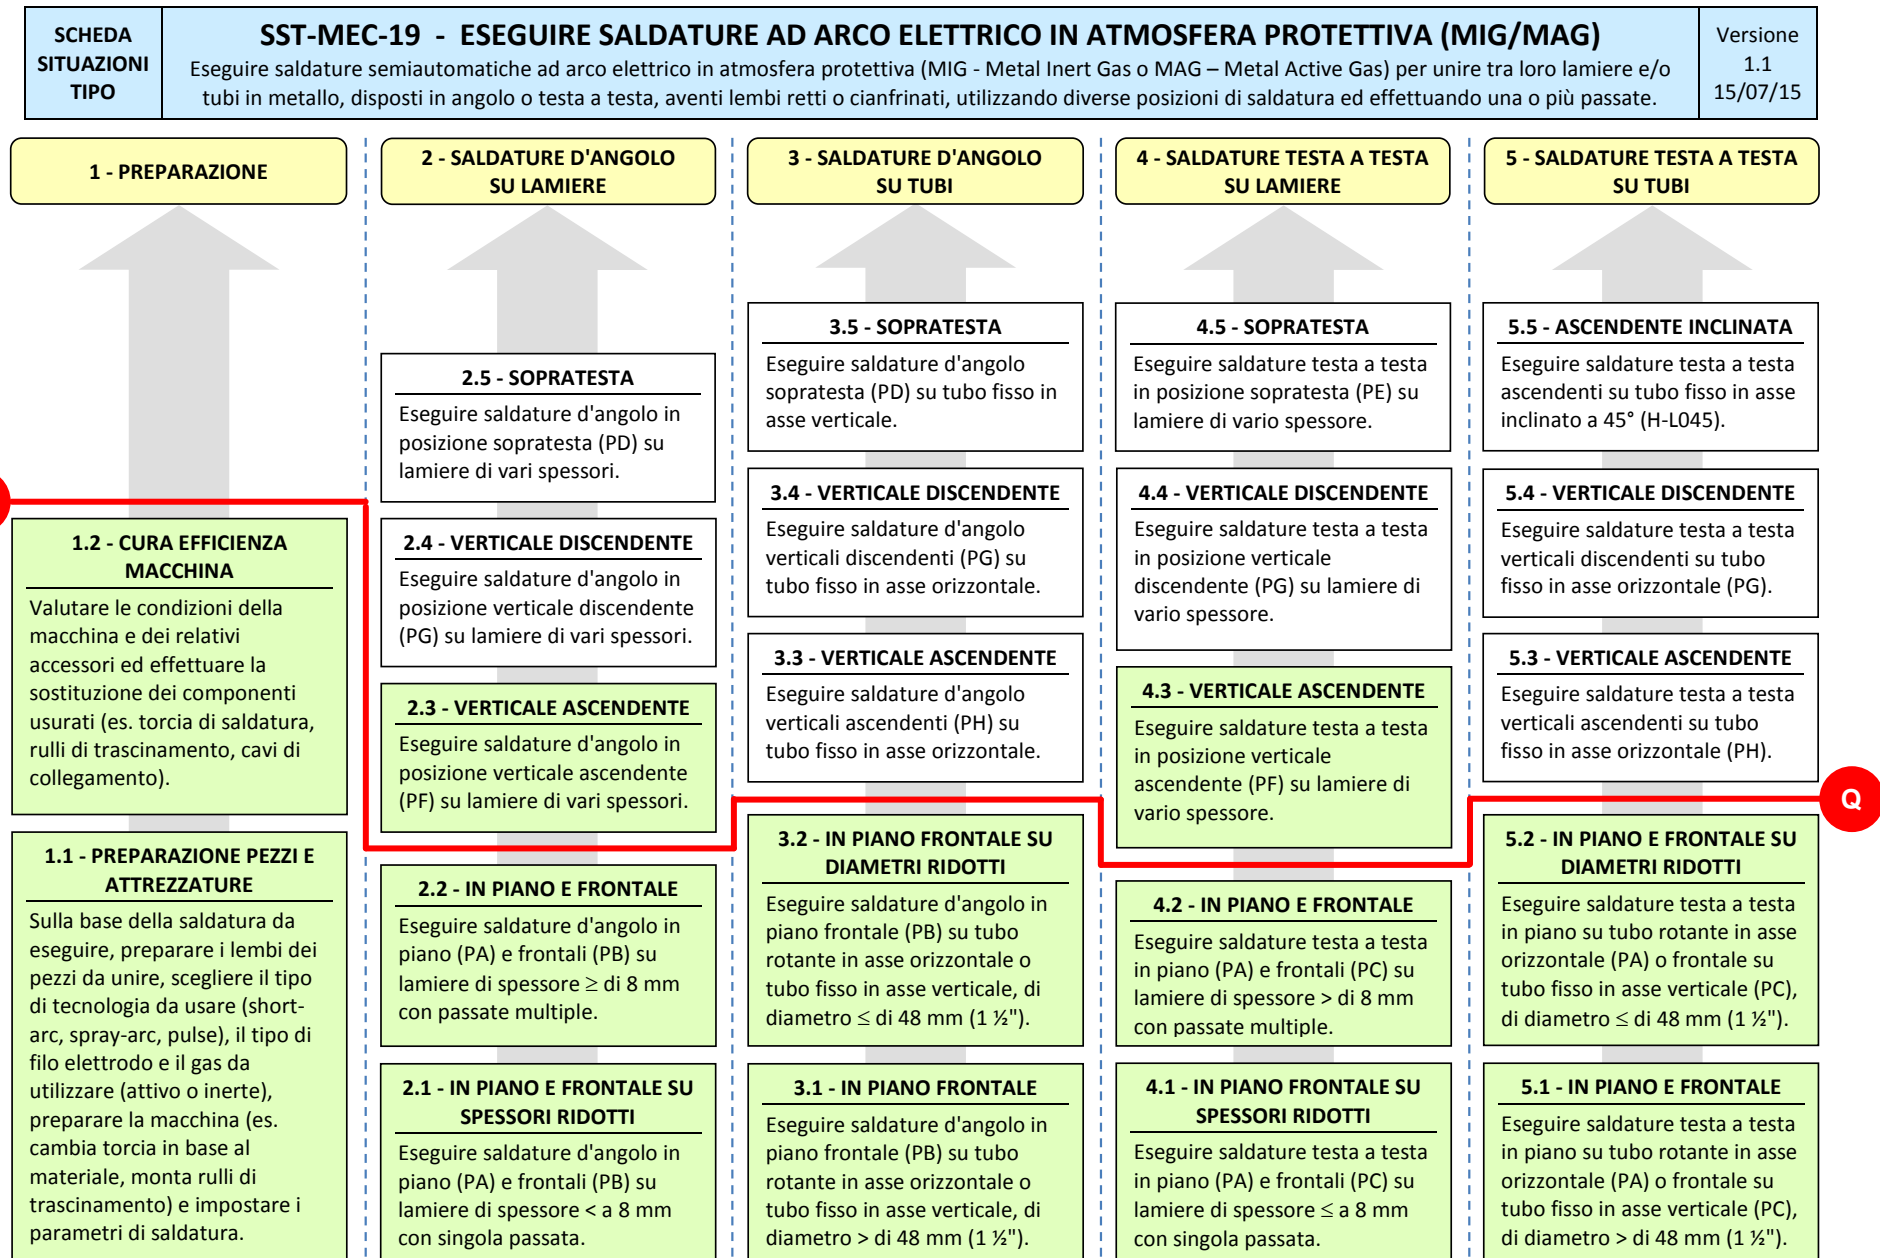 SCHEDA
SITUAZIONI
TIPO
SST-MEC-19 - ESEGUIRE SALDATURE AD ARCO ELETTRICO IN ATMOSFERA PROTETTIVA (MIG/MAG)
Eseguire saldature semiautomatiche ad arco elettrico in atmosfera protettiva (MIG - Metal Inert Gas o MAG – Metal Active Gas) per unire tra loro lamiere e/o
tubi in metallo, disposti in angolo o testa a testa, aventi lembi retti o cianfrinati, utilizzando diverse posizioni di saldatura ed effettuando una o più passate.
Versione
1.1
15/07/15
1 - PREPARAZIONE
1.2 - CURA EFFICIENZA
MACCHINA
Valutare le condizioni della
macchina e dei relativi
accessori ed effettuare la
sostituzione dei componenti
usurati (es. torcia di saldatura,
rulli di trascinamento, cavi di
collegamento).
1.1 - PREPARAZIONE PEZZI E
ATTREZZATURE
Sulla base della saldatura da
eseguire, preparare i lembi dei
pezzi da unire, scegliere il tipo
di tecnologia da usare (short-
arc, spray-arc, pulse), il tipo di
filo elettrodo e il gas da
utilizzare (attivo o inerte),
preparare la macchina (es.
cambia torcia in base al
materiale, monta rulli di
trascinamento) e impostare i
parametri di saldatura.
2 - SALDATURE D'ANGOLO
SU LAMIERE
2.5 - SOPRATESTA
Eseguire saldature d'angolo in
posizione sopratesta (PD) su
lamiere di vari spessori.
2.4 - VERTICALE DISCENDENTE
Eseguire saldature d'angolo in
posizione verticale discendente
(PG) su lamiere di vari spessori.
2.3 - VERTICALE ASCENDENTE
Eseguire saldature d'angolo in
posizione verticale ascendente
(PF) su lamiere di vari spessori.
2.2 - IN PIANO E FRONTALE
Eseguire saldature d'angolo in
piano (PA) e frontali (PB) su
lamiere di spessore ≥ di 8 mm
con passate multiple.
2.1 - IN PIANO E FRONTALE SU
SPESSORI RIDOTTI
Eseguire saldature d'angolo in
piano (PA) e frontali (PB) su
lamiere di spessore < a 8 mm
con singola passata.
3 - SALDATURE D'ANGOLO
SU TUBI
3.5 - SOPRATESTA
Eseguire saldature d'angolo
sopratesta (PD) su tubo fisso in
asse verticale.
3.4 - VERTICALE DISCENDENTE
Eseguire saldature d'angolo
verticali discendenti (PG) su
tubo fisso in asse orizzontale.
3.3 - VERTICALE ASCENDENTE
Eseguire saldature d'angolo
verticali ascendenti (PH) su
tubo fisso in asse orizzontale.
3.2 - IN PIANO FRONTALE SU
DIAMETRI RIDOTTI
Eseguire saldature d'angolo in
piano frontale (PB) su tubo
rotante in asse orizzontale o
tubo fisso in asse verticale, di
diametro ≤ di 48 mm (1 ½").
3.1 - IN PIANO FRONTALE
Eseguire saldature d'angolo in
piano frontale (PB) su tubo
rotante in asse orizzontale o
tubo fisso in asse verticale, di
diametro > di 48 mm (1 ½").
4 - SALDATURE TESTA A TESTA
SU LAMIERE
4.5 - SOPRATESTA
Eseguire saldature testa a testa
in posizione sopratesta (PE) su
lamiere di vario spessore.
4.4 - VERTICALE DISCENDENTE
Eseguire saldature testa a testa
in posizione verticale
discendente (PG) su lamiere di
vario spessore.
4.3 - VERTICALE ASCENDENTE
Eseguire saldature testa a testa
in posizione verticale
ascendente (PF) su lamiere di
vario spessore.
4.2 - IN PIANO E FRONTALE
Eseguire saldature testa a testa
in piano (PA) e frontali (PC) su
lamiere di spessore > di 8 mm
con passate multiple.
4.1 - IN PIANO FRONTALE SU
SPESSORI RIDOTTI
Eseguire saldature testa a testa
in piano (PA) e frontali (PC) su
lamiere di spessore ≤ a 8 mm
con singola passata.
5 - SALDATURE TESTA A TESTA
SU TUBI
5.5 - ASCENDENTE INCLINATA
Eseguire saldature testa a testa
ascendenti su tubo fisso in asse
inclinato a 45° (H-L045).
5.4 - VERTICALE DISCENDENTE
Eseguire saldature testa a testa
verticali discendenti su tubo
fisso in asse orizzontale (PG).
5.3 - VERTICALE ASCENDENTE
Eseguire saldature testa a testa
verticali ascendenti su tubo
fisso in asse orizzontale (PH).
Q
5.2 - IN PIANO E FRONTALE SU
DIAMETRI RIDOTTI
Eseguire saldature testa a testa
in piano su tubo rotante in asse
orizzontale (PA) o frontale su
tubo fisso in asse verticale (PC),
di diametro ≤ di 48 mm (1 ½").
5.1 - IN PIANO E FRONTALE
Eseguire saldature testa a testa
in piano su tubo rotante in asse
orizzontale (PA) o frontale su
tubo fisso in asse verticale (PC),
di diametro > di 48 mm (1 ½").